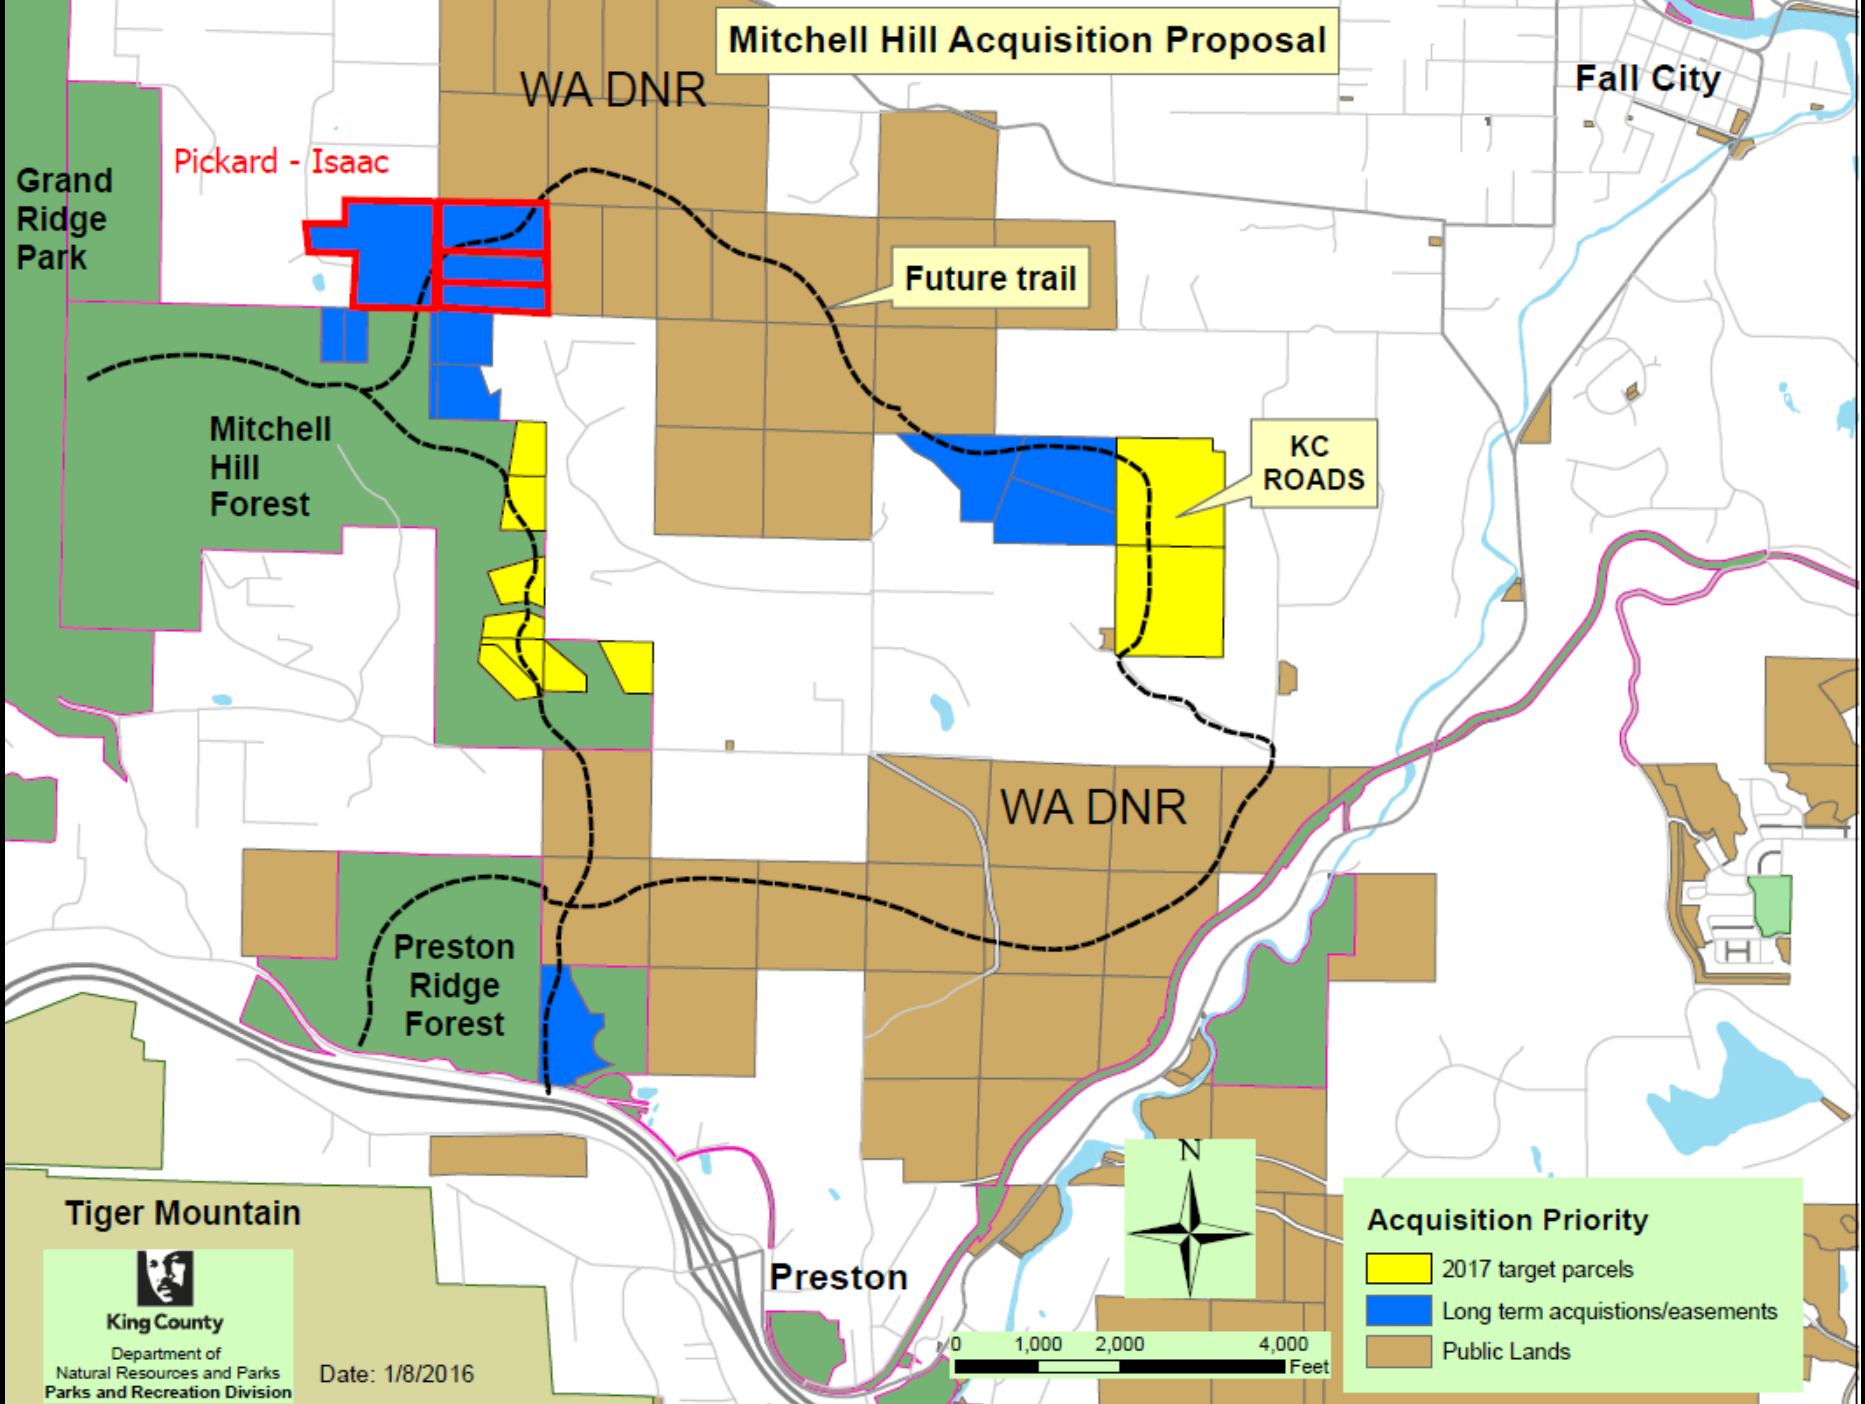 Mitchell Hill Acquisition Proposal
WA DNR
Fall City
Pickard - Isaac
Grand
Ridge
Park
Future trail
Mitchell
Hill
Forest
KC
ROADS
WA DNR
Preston
Ridge
Forest
Tiger Mountain
Preston
N
King County
Department of
Natural Resources and Parks
Parks and Recreation Division
Date: 1/8/2016
0 1,000 2,000 4,000
Feet
Acquisition Priority
2017 target parcels
Long term acquistions/easements
Public Lands